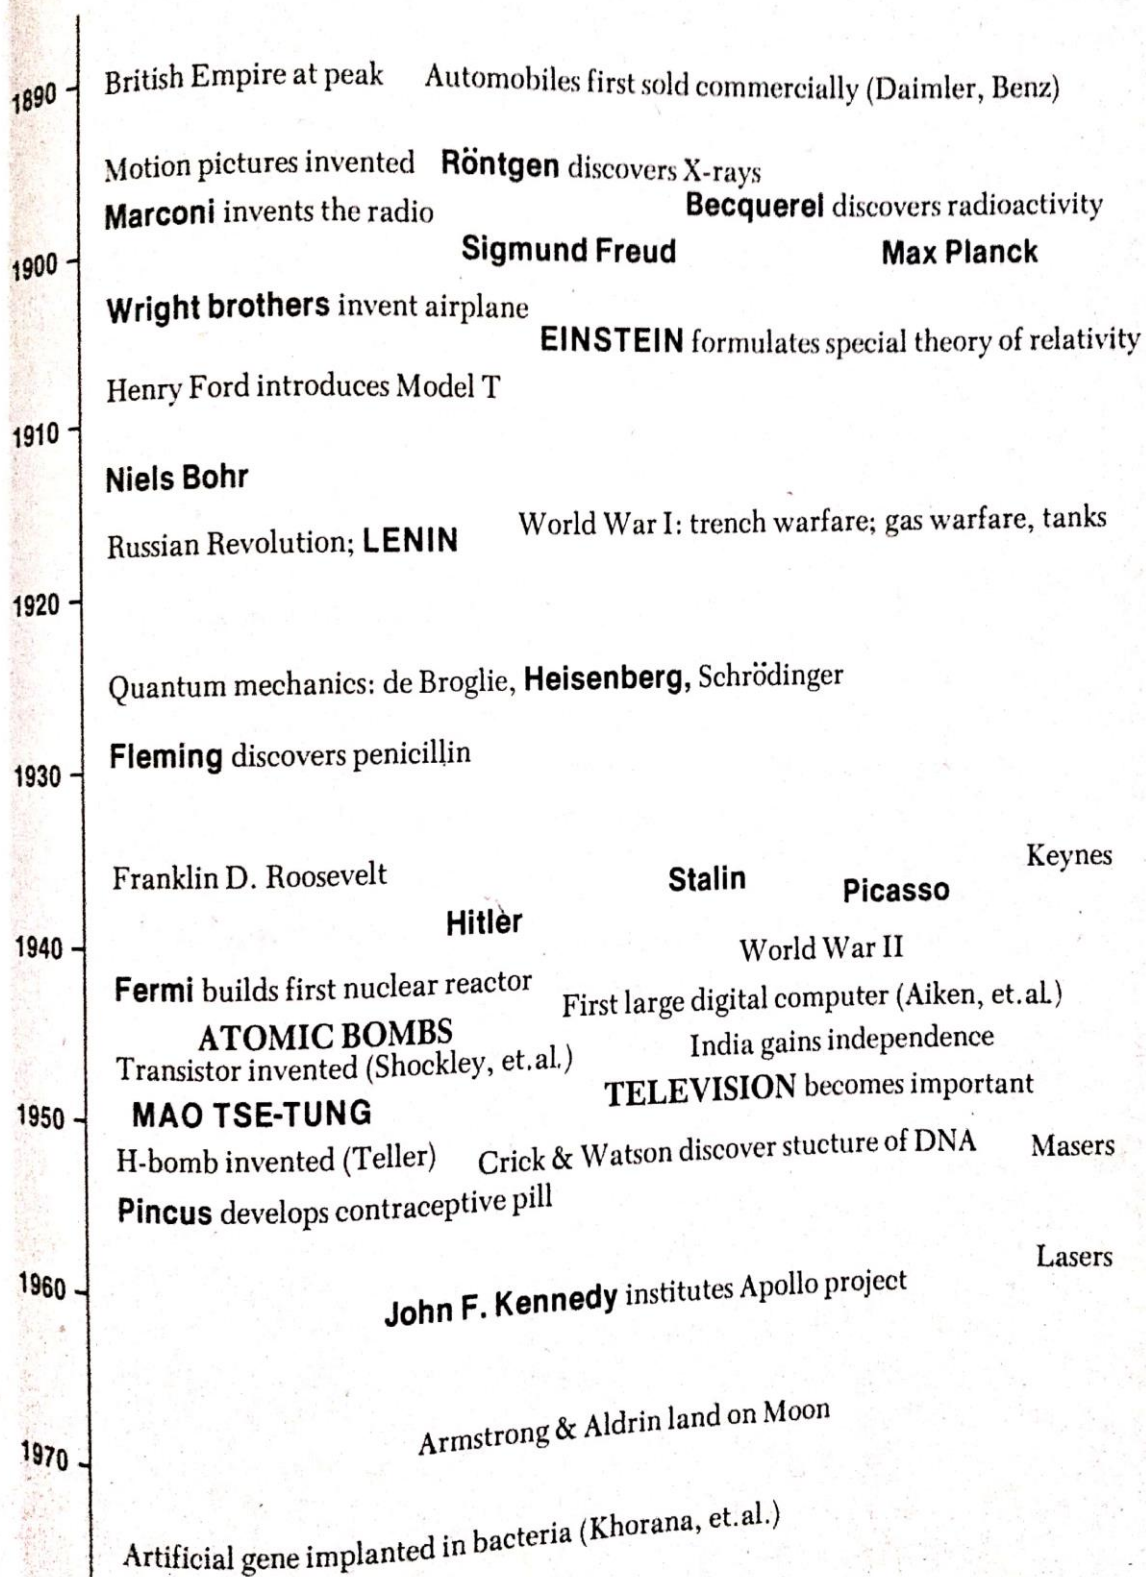 1890
British Empire at peak Automobiles first sold commercially (Daimler, Benz)
Motion pictures invented Röntgen discovers X-rays
Marconi invents the radio Becquerel discovers radioactivity
1900 Sigmund Freud Max Planck
Wright brothers invent airplane
EINSTEIN formulates special theory of relativity
Henry Ford introduces Model T
1910
Niels Bohr
World War I: trench warfare; gas warfare, tanks
Russian Revolution; LENIN
1920
Quantum mechanics: de Broglie, Heisenberg, Schrödinger
Fleming discovers penicillin
1930
Keynes
Franklin D. Roosevelt Stalin Picasso
Hitler
1940 World War II
Fermi builds first nuclear reactor First large digital computer (Aiken, et.al.)
ATOMIC BOMBS India gains independence
Transistor invented (Shockley, et.al.)
TELEVISION becomes important
1950 MAO TSE-TUNG
H-bomb invented (Teller) Crick & Watson discover stucture of DNA Masers
Pincus develops contraceptive pill
Lasers
1960 John F. Kennedy institutes Apollo project
Armstrong & Aldrin land on Moon
1970
Artificial gene implanted in bacteria (Khorana, et.al.)